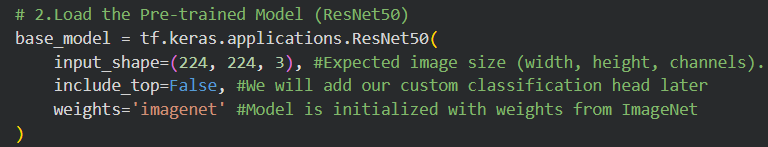 # 2.Load the Pre-trained Model (ResNet50)
base_model = tf.keras.applications.ResNet50(
    input_shape=(224, 224, 3), #Expected image size (width, height, channels).
    include_top=False, #We will add our custom classification head later
    weights='imagenet' #Model is initialized with weights from ImageNet
)